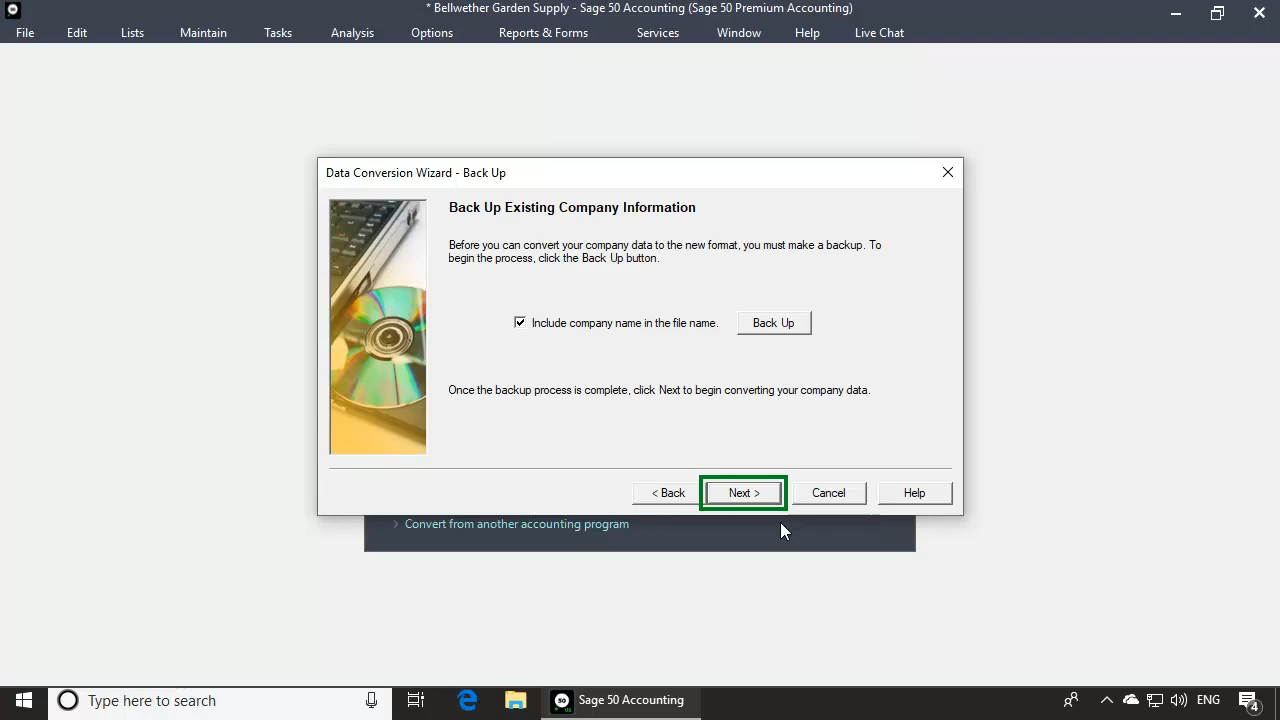 * Bellwether Garden Supply - Sage 50 Accounting (Sage 50 Premium Accounting)
File Edit Lists Maintain Tasks Analysis Options Reports & Forms Services Window Help Live Chat
Data Conversion Wizard - Back Up
Back Up Existing Company Information
Before you can convert your company data to the new format, you must make a backup. To
begin the process, click the Back Up button.
Include company name in the file name. Back Up
Once the backup process is complete, click Next to begin converting your company data.
< Back Next > Cancel Help
> Convert from another accounting program
Type here to search 50 US Sage 50 Accounting ENG 4